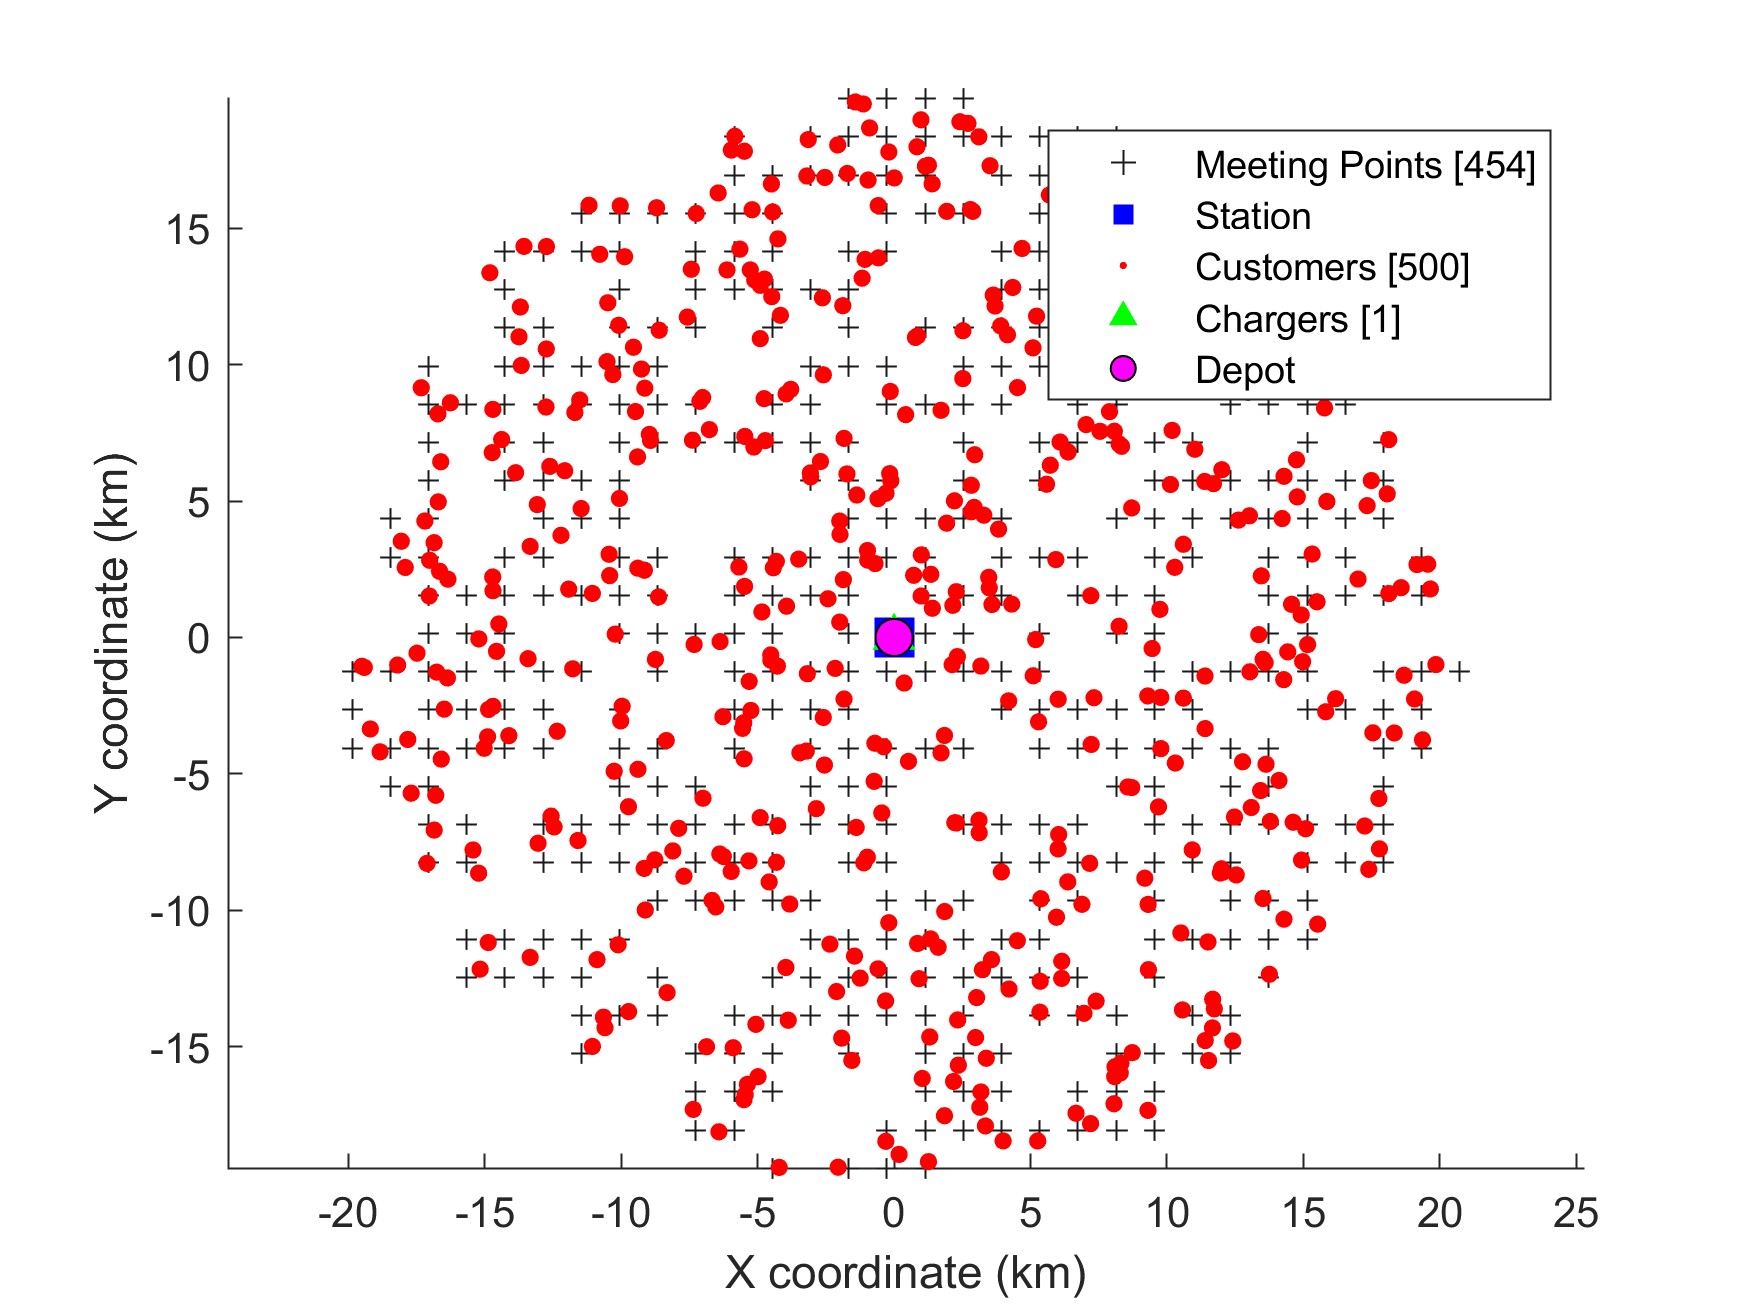 Meeting Points [454]
Station
Customers [500]
Chargers [1]
Depot
15
10
5
0
-5
-10
-15
Y coordinate (km)
-20 -15 -10 -5 0 5 10 15 20 25
X coordinate (km)